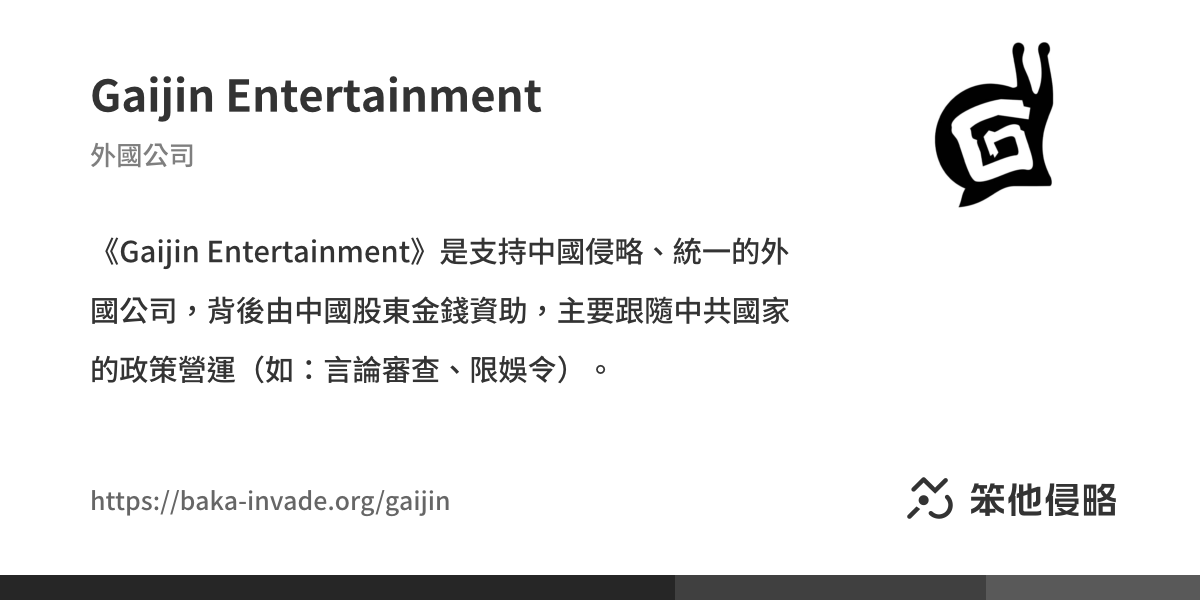 Gaijin Entertainment
外國公司
《Gaijin Entertainment》是支持中國侵略、統一的外
國公司，背後由中國股東金錢資助，主要跟隨中共國家
的政策營運（如：言論審查、限娛令）。
https://baka-invade.org/gaijin
笨他侵略